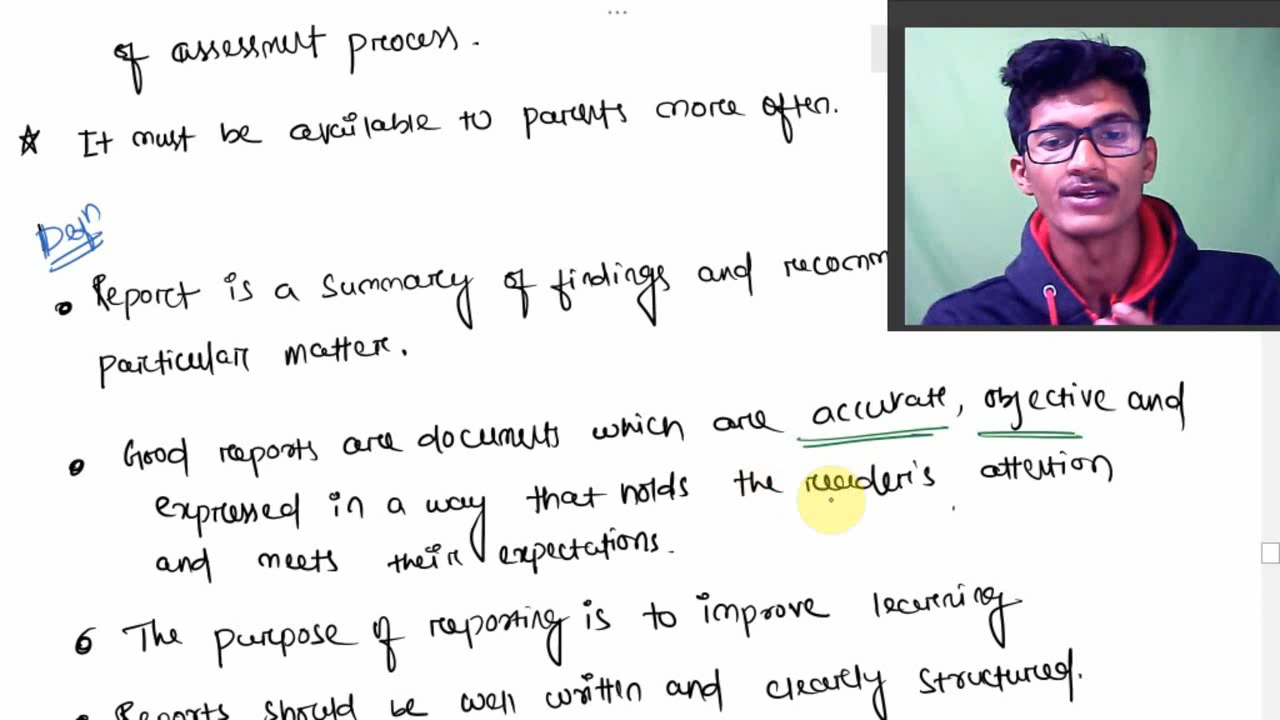 of assessment process.
☆ It must be available to parents more often.
Defn
• Report is a summary of findings and recomm
particular matter.
• Good reports are documents which are accurate, objective and
expressed in a way that holds the reader's attention
and meets their expectations.
• The purpose of reporting is to improve learning
• Reports should be well written and clearly structured.